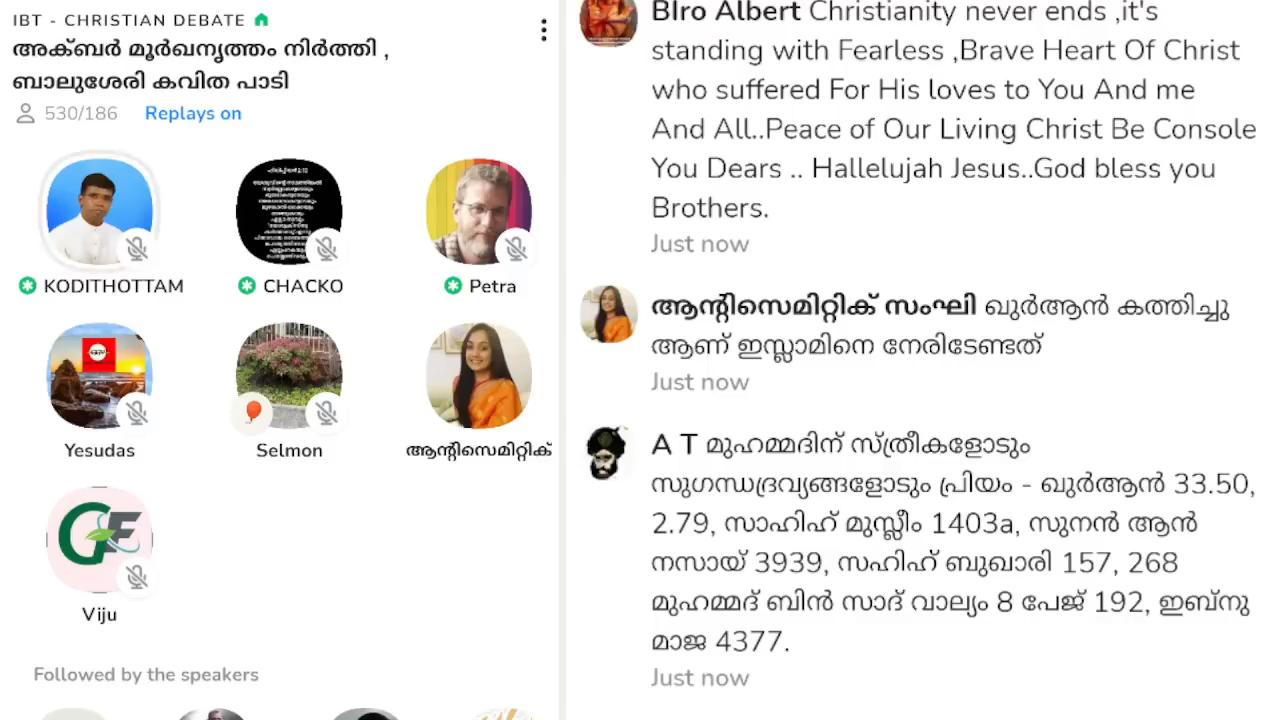 IBT - CHRISTIAN DEBATE
അക്ബർ മൂർഖനൃത്തം നിർത്തി ,
ബാലുശേരി കവിത പാടി
530/186 Replays on
KODITHOTTAM
CHACKO
Petra
Yesudas
Selmon
ആന്റിസെമിറ്റിക്
GF
Viju
Followed by the speakers
BIro Albert Christianity never ends ,it's
standing with Fearless ,Brave Heart Of Christ
who suffered For His loves to You And me
And All..Peace of Our Living Christ Be Console
You Dears .. Hallelujah Jesus..God bless you
Brothers.
Just now
ആന്റിസെമിറ്റിക് സംഘി ഖുർആൻ കത്തിച്ചു
ആണ് ഇസ്ലാമിനെ നേരിടേണ്ടത്
Just now
A T മുഹമ്മദിന് സ്ത്രീകളോടും
സുഗന്ധദ്രവ്യങ്ങളോടും പ്രിയം - ഖുർആൻ 33.50,
2.79, സാഹിഹ് മുസ്ലീം 1403a, സുനൻ ആൻ
നസായ് 3939, സഹിഹ് ബുഖാരി 157, 268
മുഹമ്മദ് ബിൻ സാദ് വാല്യം 8 പേജ് 192, ഇബ്നു
മാജ 4377.
Just now